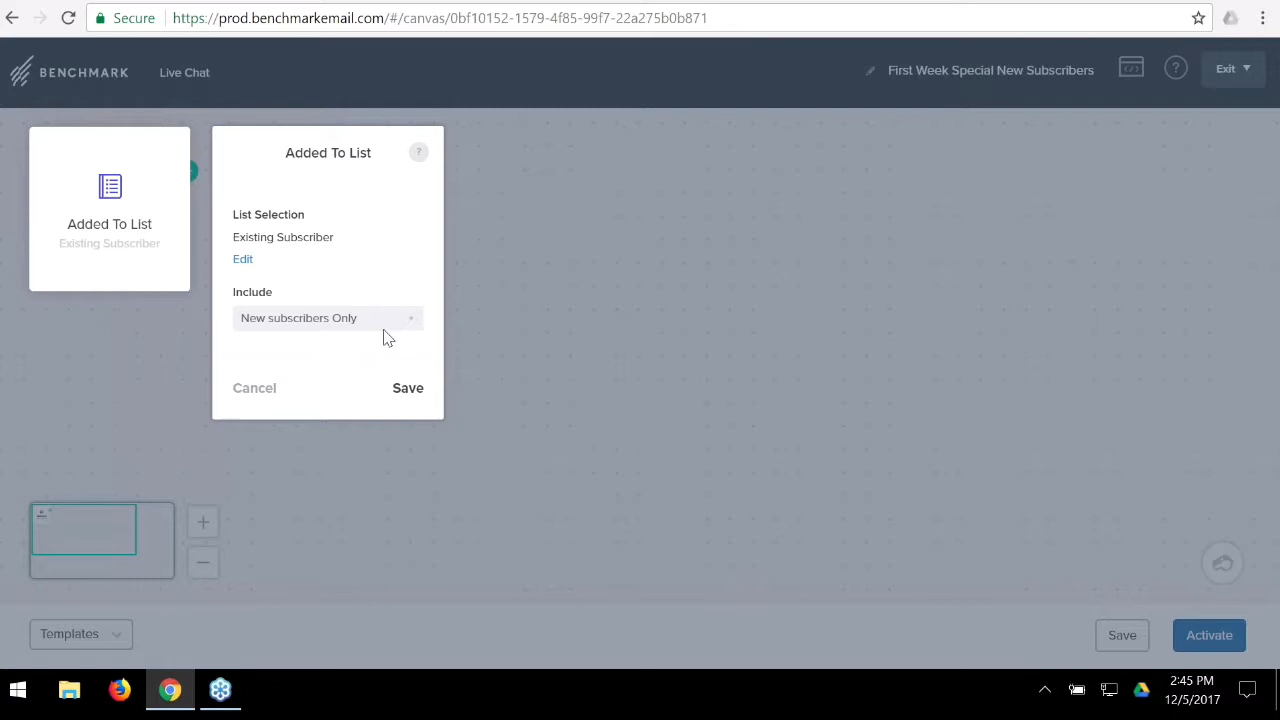 Secure
https://prod.benchmarkemail.com/#/canvas/0bf10152-1579-4f85-99f7-22a275b0b871
BENCHMARK
Live Chat
First Week Special New Subscribers
?
Exit
Added To List
Existing Subscriber
Added To List
?
List Selection
Existing Subscriber
Edit
Include
New subscribers Only
Cancel
Save
+
−
Templates
Save
Activate
2:45 PM
12/5/2017